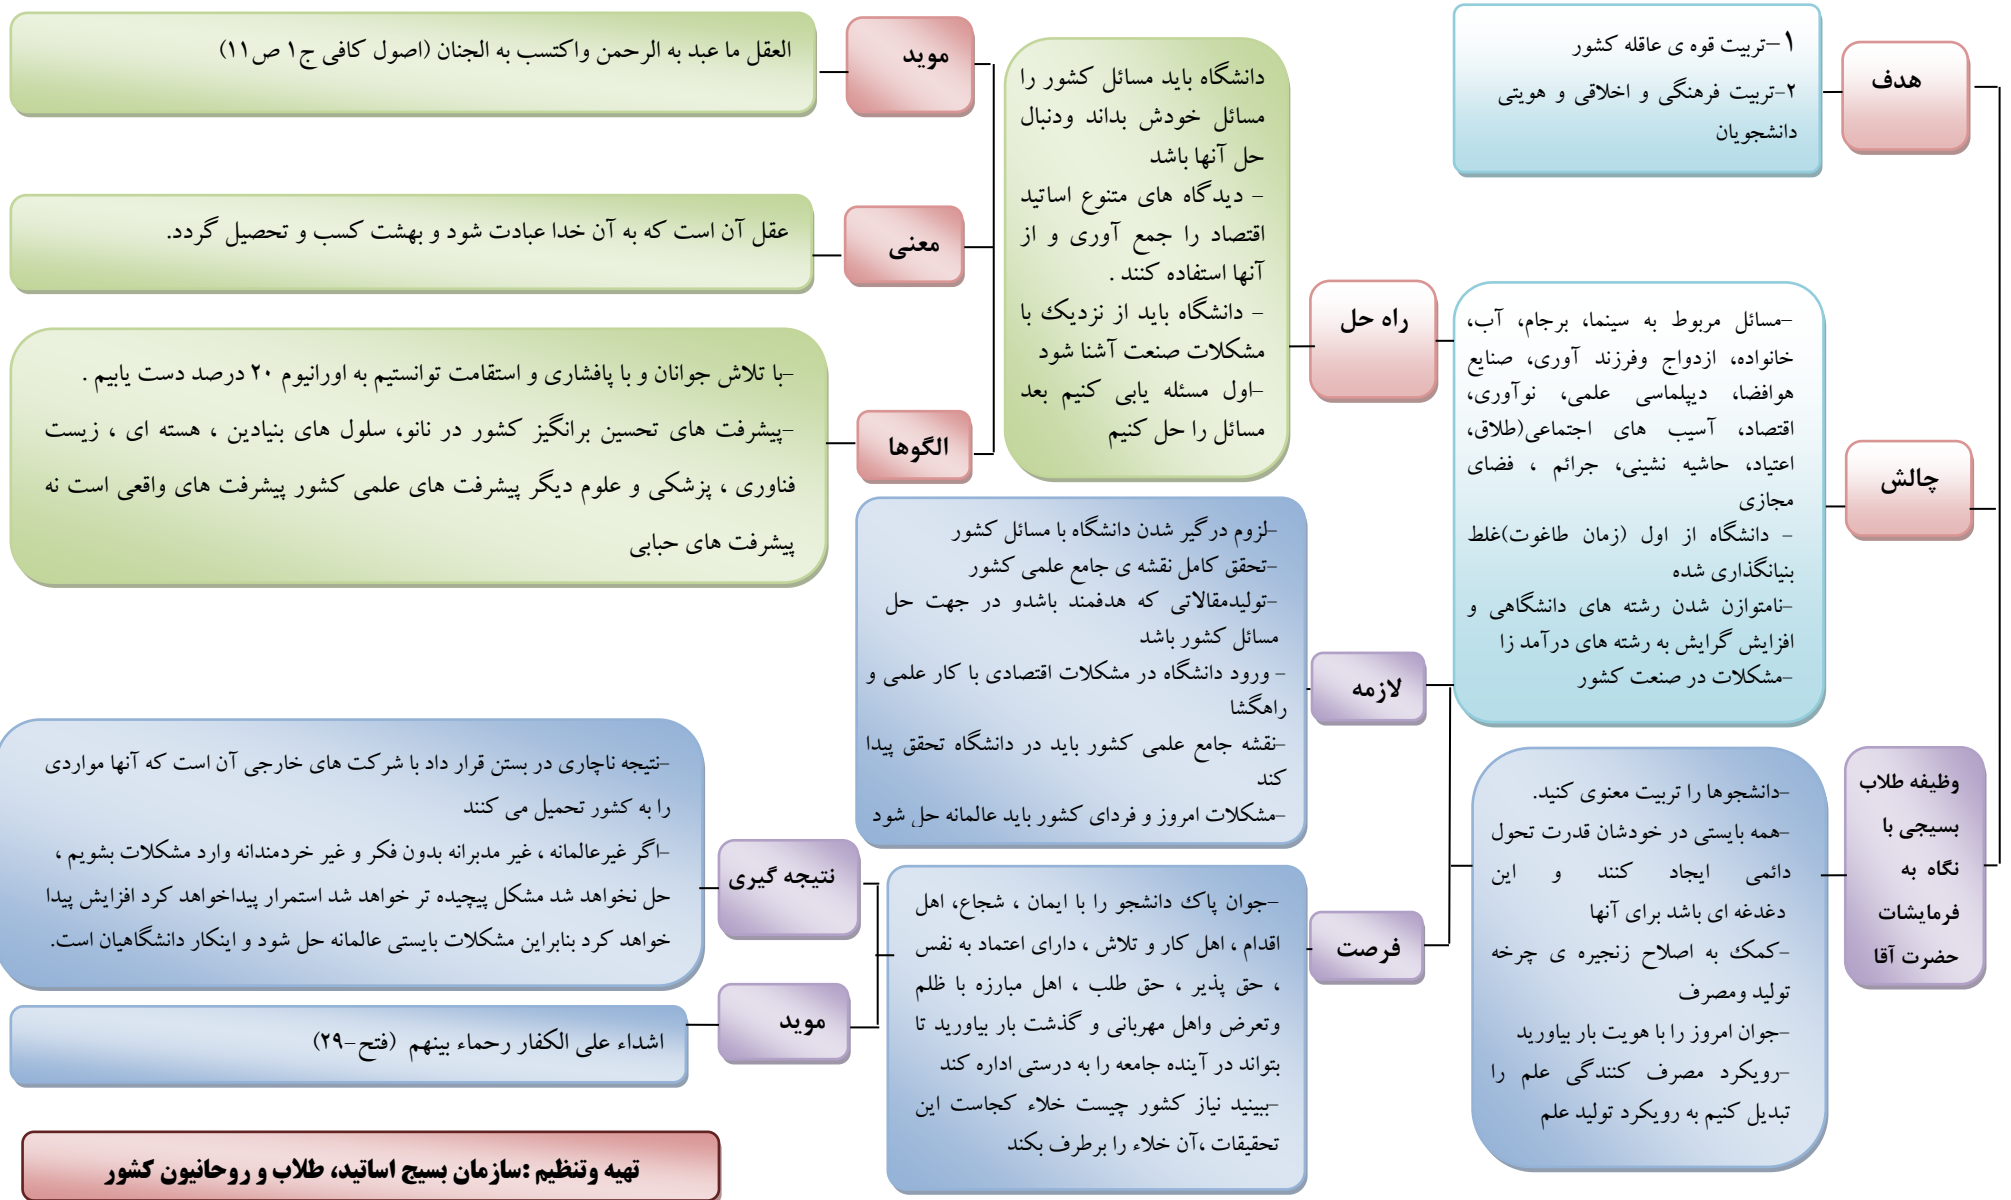 هدف
۱-تربیت قوه ی عاقله کشور
۲-تربیت فرهنگی و اخلاقی و هویتی
دانشجویان
چالش
-مسائل مربوط به سینما، برجام، آب،
خانواده، ازدواج وفرزند آوری، صنایع
هوافضا، دیپلماسی علمی، نوآوری،
اقتصاد، آسیب های اجتماعی(طلاق،
اعتیاد، حاشیه نشینی، جرائم ، فضای
مجازی
- دانشگاه از اول (زمان طاغوت)غلط
بنیانگذاری شده
-نامتوازن شدن رشته های دانشگاهی و
افزایش گرایش به رشته های درآمد زا
-مشکلات در صنعت کشور
راه حل
دانشگاه باید مسائل کشور را
مسائل خودش بداند ودنبال
حل آنها باشد
- دیدگاه های متنوع اساتید
اقتصاد را جمع آوری و از
آنها استفاده کنند .
- دانشگاه باید از نزدیک با
مشکلات صنعت آشنا شود
-اول مسئله یابی کنیم بعد
مسائل را حل کنیم
موید
العقل ما عبد به الرحمن واکتسب به الجنان (اصول کافی ج۱ ص۱۱)
معنی
عقل آن است که به آن خدا عبادت شود و بهشت کسب و تحصیل گردد.
الگوها
-با تلاش جوانان و با پافشاری و استقامت توانستیم به اورانیوم ۲۰ درصد دست یابیم .
-پیشرفت های تحسین برانگیز کشور در نانو، سلول های بنیادین ، هسته ای ، زیست
فناوری ، پزشکی و علوم دیگر پیشرفت های علمی کشور پیشرفت های واقعی است نه
پیشرفت های حبابی
وظیفه طلاب
بسیجی با
نگاه به
فرمایشات
حضرت آقا
-دانشجوها را تربیت معنوی کنید.
-همه بایستی در خودشان قدرت تحول
دائمی ایجاد کنند و این
دغدغه ای باشد برای آنها
-کمک به اصلاح زنجیره ی چرخه
تولید ومصرف
-جوان امروز را با هویت بار بیاورید
-رویکرد مصرف کنندگی علم را
تبدیل کنیم به رویکرد تولید علم
لازمه
-لزوم درگیر شدن دانشگاه با مسائل کشور
-تحقق کامل نقشه ی جامع علمی کشور
-تولیدمقالاتی که هدفمند باشدو در جهت حل
مسائل کشور باشد
- ورود دانشگاه در مشکلات اقتصادی با کار علمی و
راهگشا
-نقشه جامع علمی کشور باید در دانشگاه تحقق پیدا
کند
-مشکلات امروز و فردای کشور باید عالمانه حل شود
فرصت
-جوان پاک دانشجو را با ایمان ، شجاع، اهل
اقدام ، اهل کار و تلاش ، دارای اعتماد به نفس
، حق پذیر ، حق طلب ، اهل مبارزه با ظلم
وتعرض واهل مهربانی و گذشت بار بیاورید تا
بتواند در آینده جامعه را به درستی اداره کند
-ببینید نیاز کشور چیست خلاء کجاست این
تحقیقات ،آن خلاء را برطرف بکند
نتیجه گیری
-نتیجه ناچاری در بستن قرار داد با شرکت های خارجی آن است که آنها مواردی
را به کشور تحمیل می کنند
-اگر غیرعالمانه ، غیر مدبرانه بدون فکر و غیر خردمندانه وارد مشکلات بشویم ،
حل نخواهد شد مشکل پیچیده تر خواهد شد استمرار پیداخواهد کرد افزایش پیدا
خواهد کرد بنابراین مشکلات بایستی عالمانه حل شود و اینکار دانشگاهیان است.
موید
اشداء علی الکفار رحماء بینهم (فتح-۲۹)
تهیه وتنظیم :سازمان بسیج اساتید، طلاب و روحانیون کشور